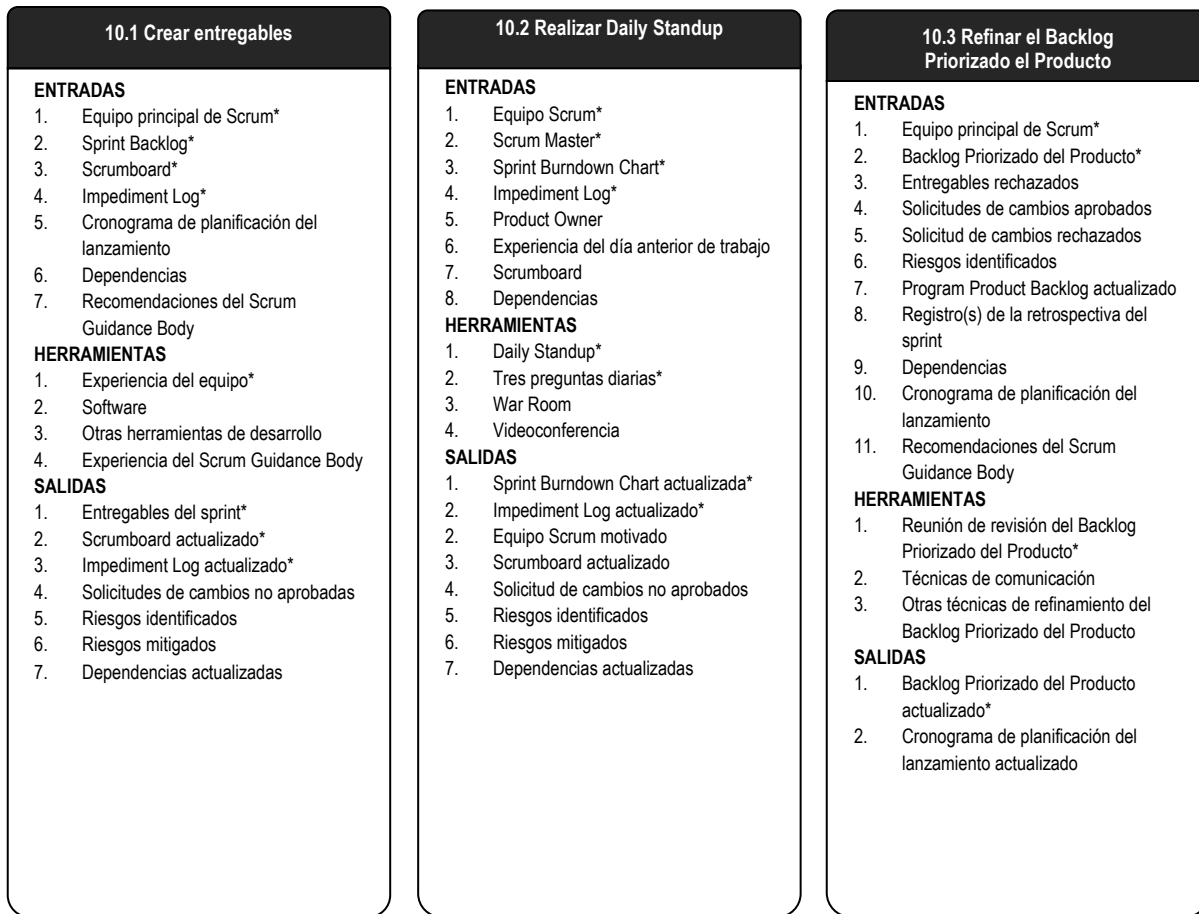 10.1 Crear entregables
ENTRADAS
1. Equipo principal de Scrum*
2. Sprint Backlog*
3. Scrumboard*
4. Impediment Log*
5. Cronograma de planificación del
lanzamiento
6. Dependencias
7. Recomendaciones del Scrum
Guidance Body
HERRAMIENTAS
1. Experiencia del equipo*
2. Software
3. Otras herramientas de desarrollo
4. Experiencia del Scrum Guidance Body
SALIDAS
1. Entregables del sprint*
2. Scrumboard actualizado*
3. Impediment Log actualizado*
4. Solicitudes de cambios no aprobadas
5. Riesgos identificados
6. Riesgos mitigados
7. Dependencias actualizadas
10.2 Realizar Daily Standup
ENTRADAS
1. Equipo Scrum*
2. Scrum Master*
3. Sprint Burndown Chart*
4. Impediment Log*
5. Product Owner
6. Experiencia del día anterior de trabajo
7. Scrumboard
8. Dependencias
HERRAMIENTAS
1. Daily Standup*
2. Tres preguntas diarias*
3. War Room
4. Videoconferencia
SALIDAS
1. Sprint Burndown Chart actualizada*
2. Impediment Log actualizado*
2. Equipo Scrum motivado
3. Scrumboard actualizado
4. Solicitud de cambios no aprobados
5. Riesgos identificados
6. Riesgos mitigados
7. Dependencias actualizadas
10.3 Refinar el Backlog
Priorizado el Producto
ENTRADAS
1. Equipo principal de Scrum*
2. Backlog Priorizado del Producto*
3. Entregables rechazados
4. Solicitudes de cambios aprobados
5. Solicitud de cambios rechazados
6. Riesgos identificados
7. Program Product Backlog actualizado
8. Registro(s) de la retrospectiva del
sprint
9. Dependencias
10. Cronograma de planificación del
lanzamiento
11. Recomendaciones del Scrum
Guidance Body
HERRAMIENTAS
1. Reunión de revisión del Backlog
Priorizado del Producto*
2. Técnicas de comunicación
3. Otras técnicas de refinamiento del
Backlog Priorizado del Producto
SALIDAS
1. Backlog Priorizado del Producto
actualizado*
2. Cronograma de planificación del
lanzamiento actualizado